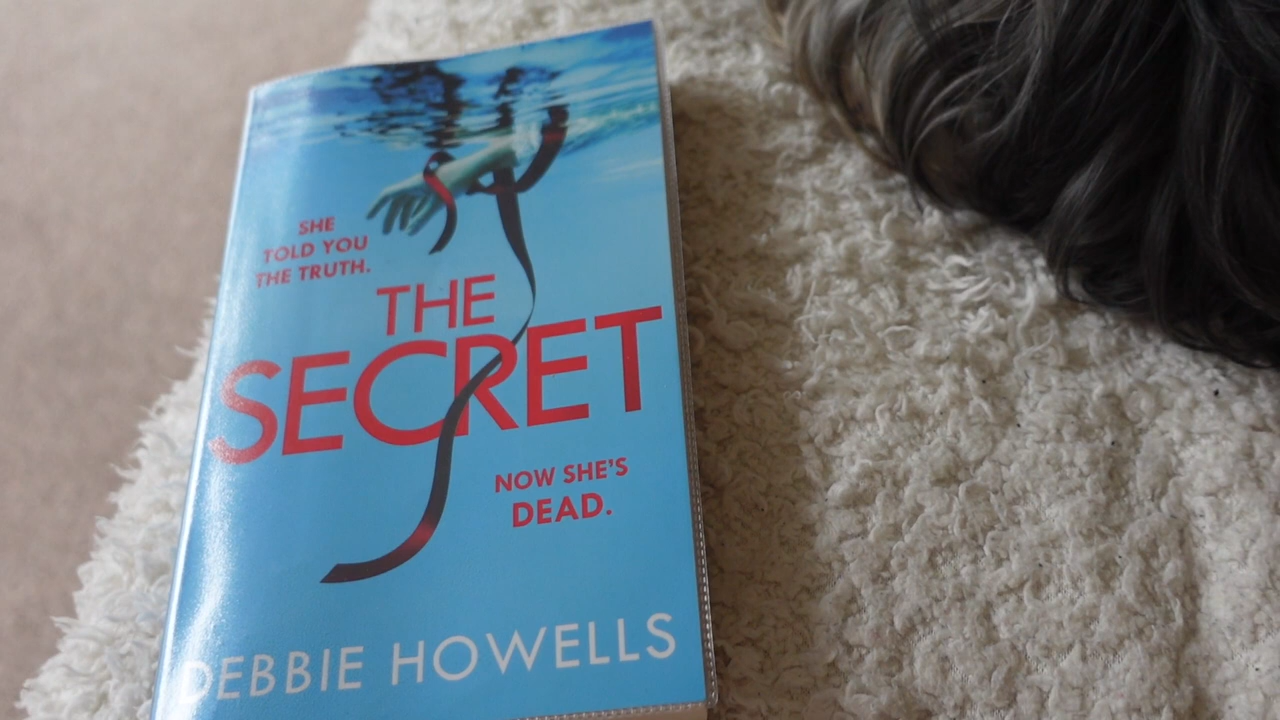 SHE
TOLD YOU
THE TRUTH.
THE
SECRET
NOW SHE'S
DEAD.
DEBBIE HOWELLS